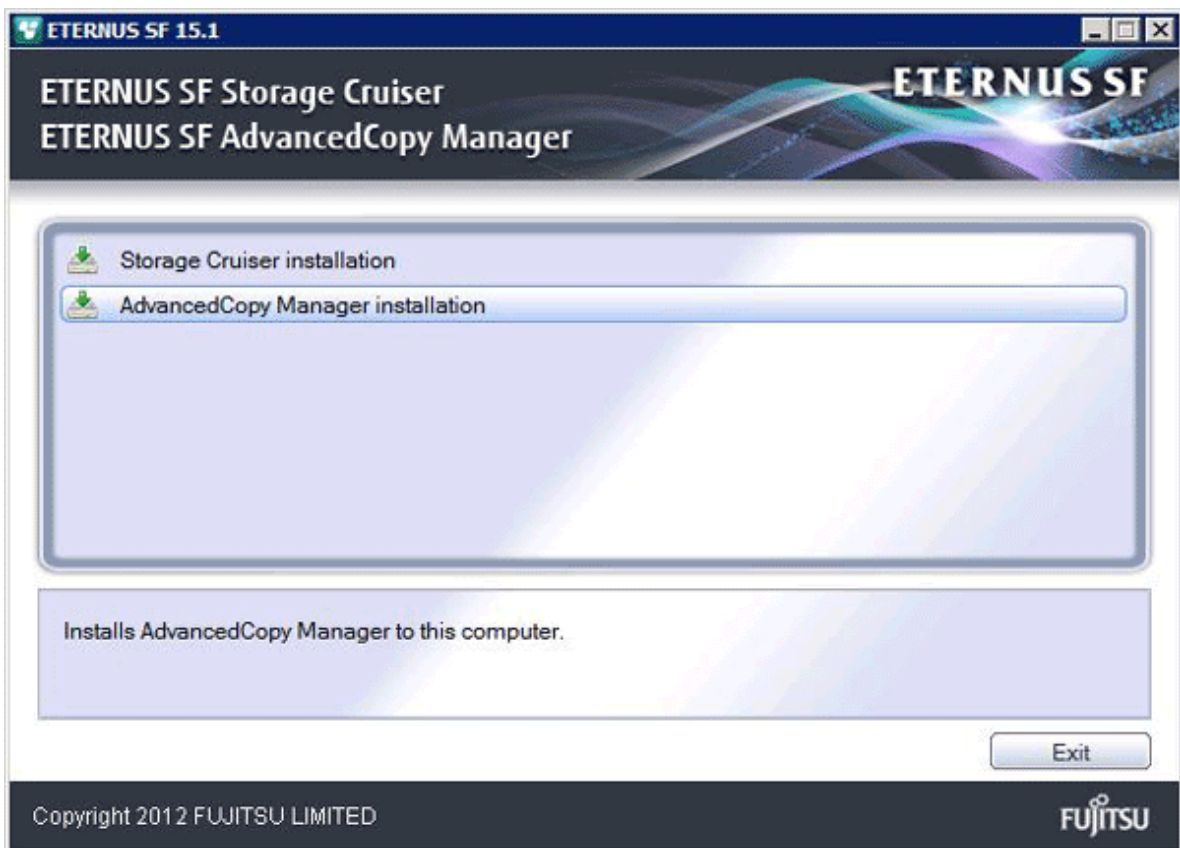 ETERNUS SF 15.1
ETERNUS SF Storage Cruiser
ETERNUS SF AdvancedCopy Manager
ETERNUS SF
Storage Cruiser installation
AdvancedCopy Manager installation
Installs AdvancedCopy Manager to this computer.
Exit
Copyright 2012 FUJITSU LIMITED
FUJITSU